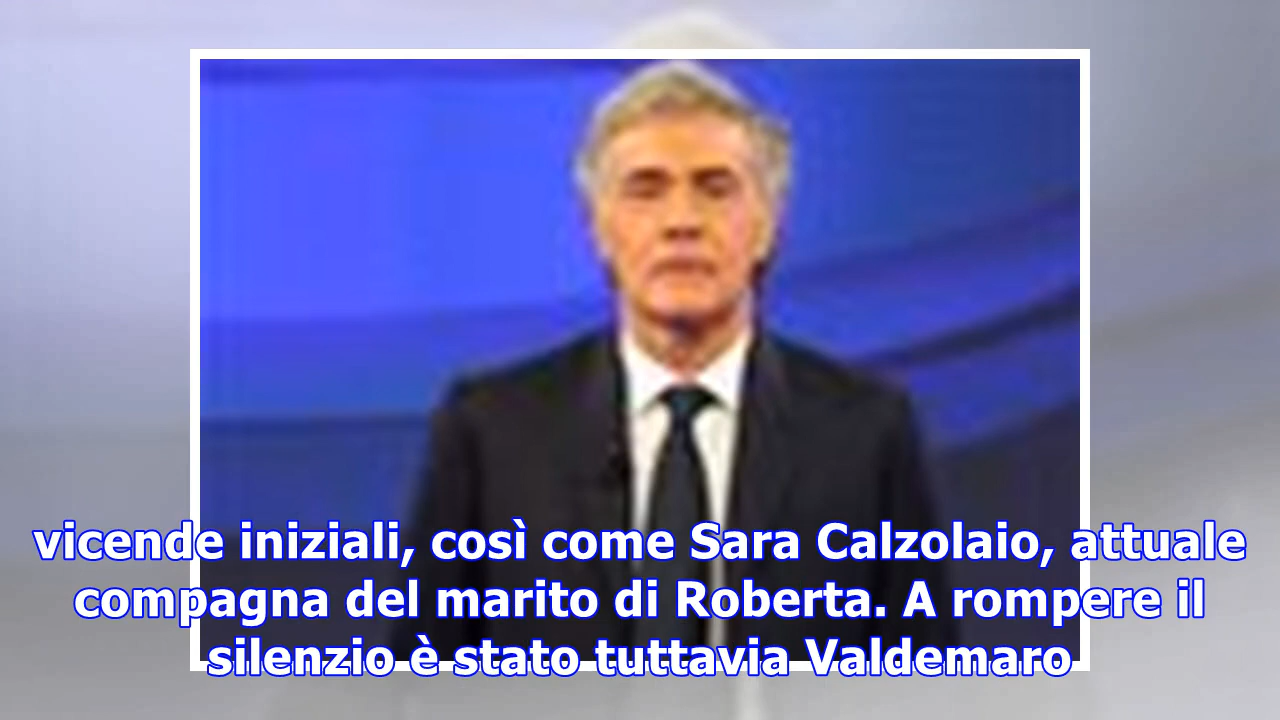 vicende iniziali, così come Sara Calzolaio, attuale
compagna del marito di Roberta. A rompere il
silenzio è stato tuttavia Valdemaro